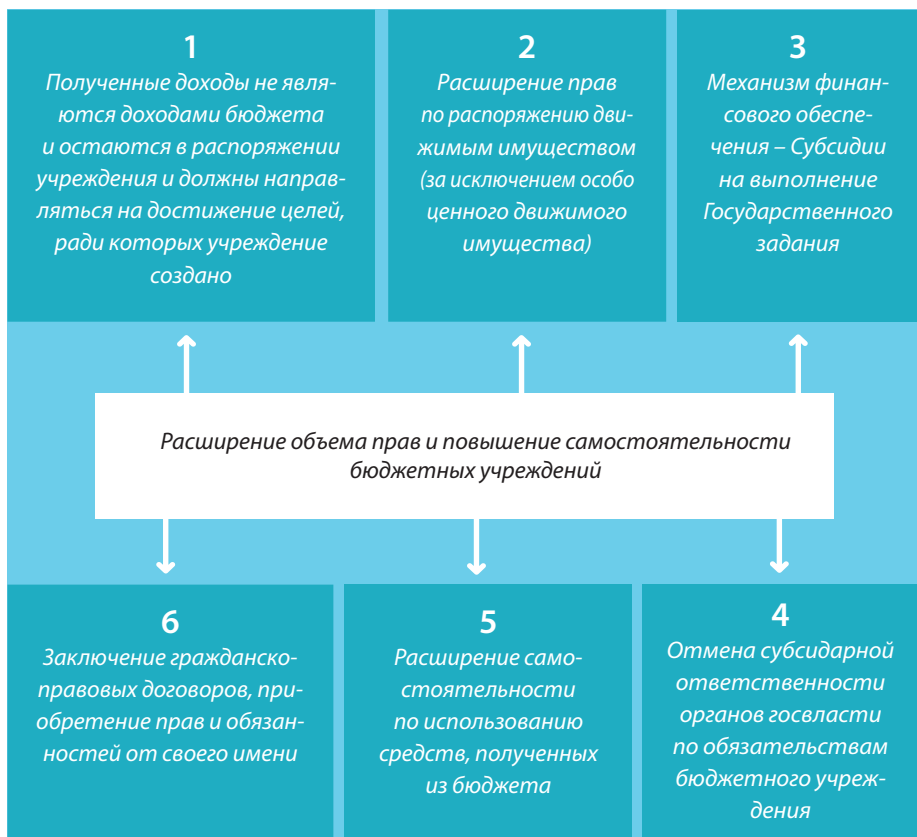 1
Полученные доходы не явля-
ются доходами бюджета
и остаются в распоряжении
учреждения и должны направ-
ляться на достижение целей,
ради которых учреждение
создано
2
Расширение прав
по распоряжению дви-
жимым имуществом
(за исключением особо
ценного движимого
имущества)
3
Механизм финан-
сового обеспе-
чения – Субсидии
на выполнение
Государственного
задания
Расширение объема прав и повышение самостоятельности
бюджетных учреждений
6
Заключение гражданско-
правовых договоров, при-
обретение прав и обязан-
ностей от своего имени
5
Расширение само-
стоятельности
по использованию
средств, полученных
из бюджета
4
Отмена субсидарной
ответственности
органов госвласти
по обязательствам
бюджетного учреж-
дения